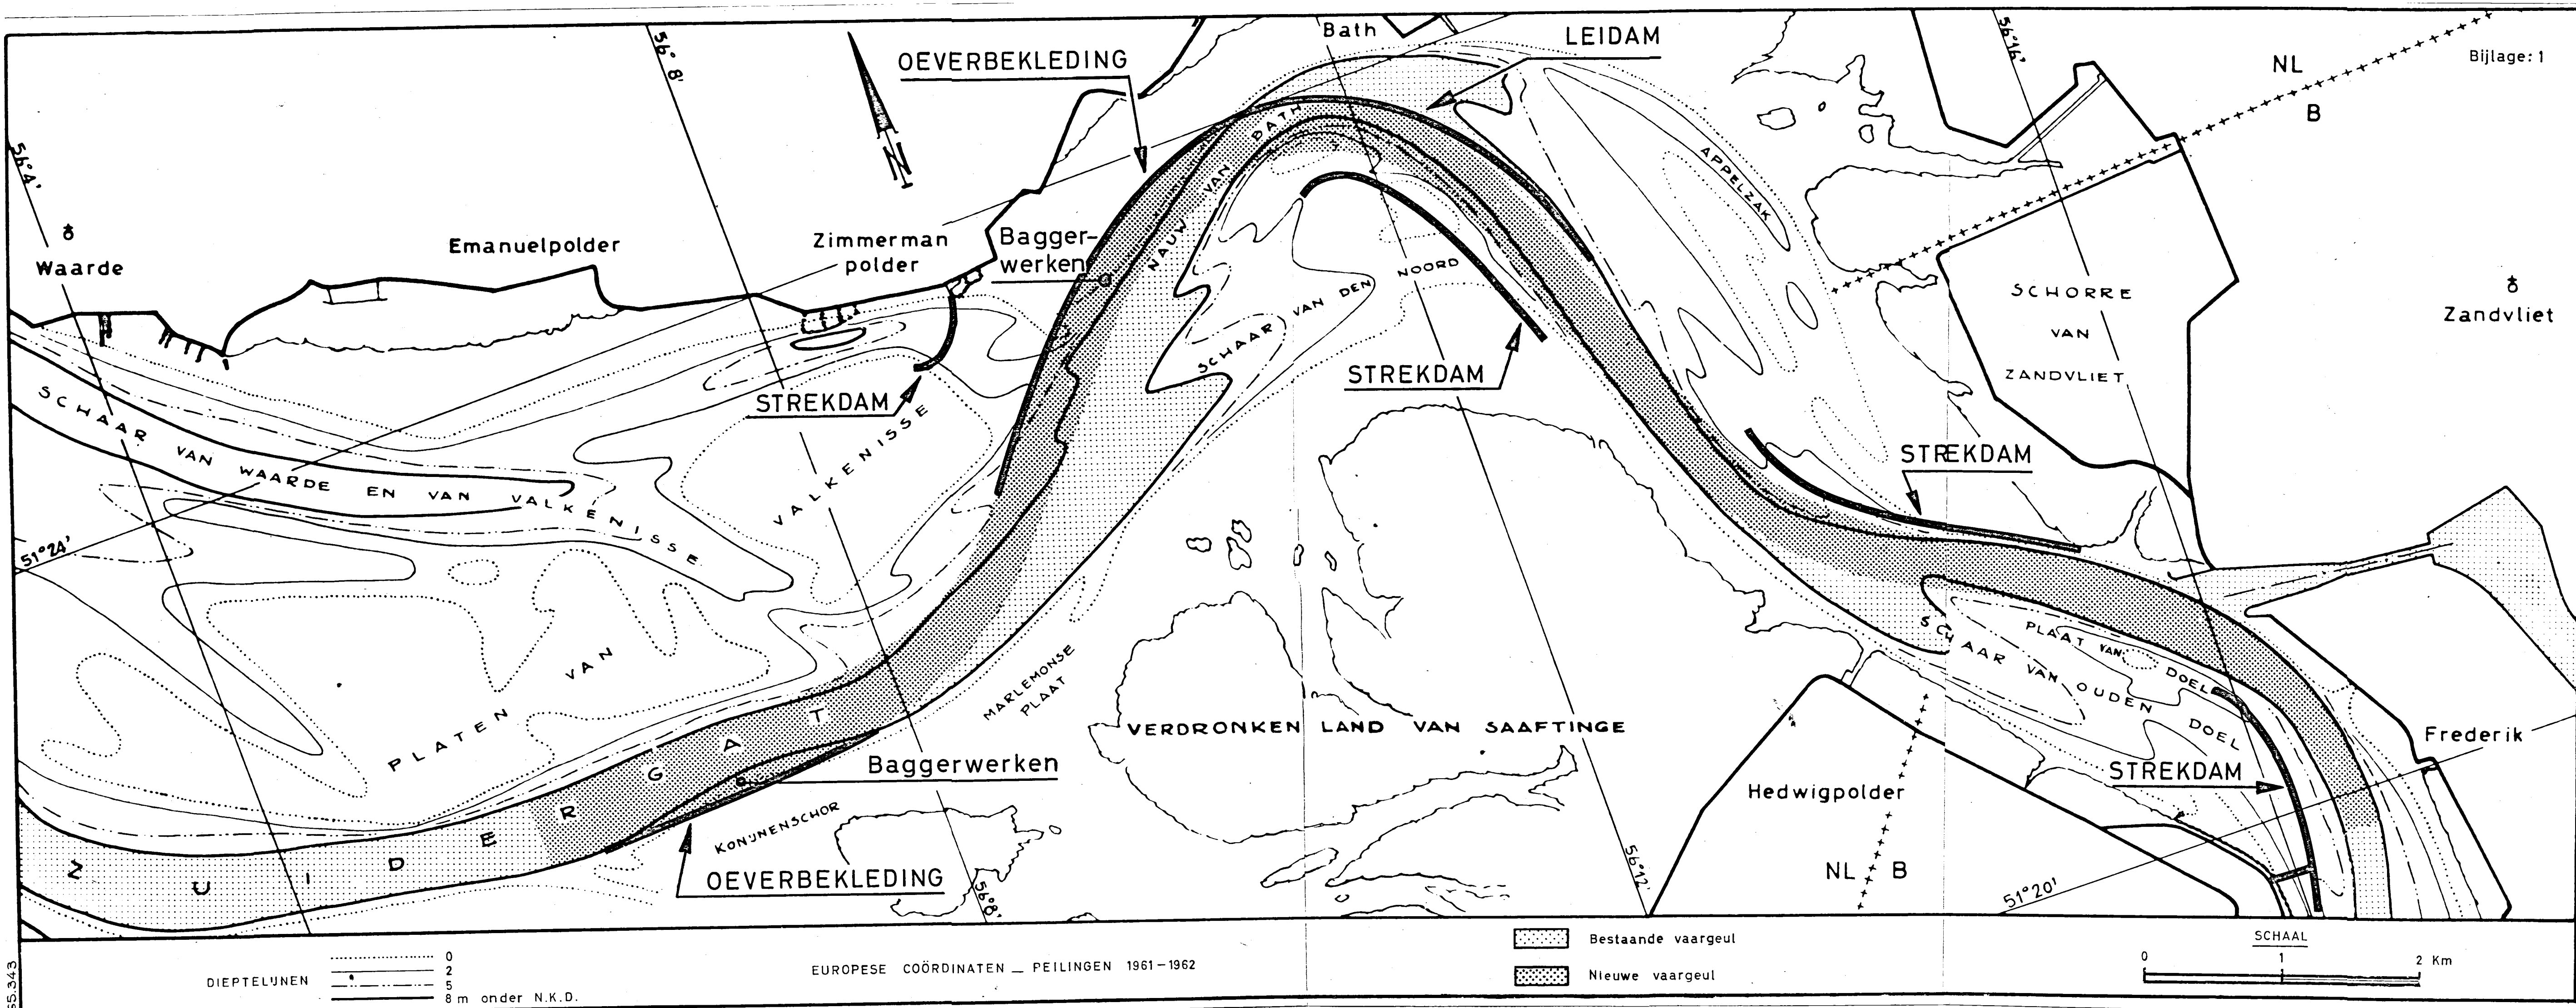 Bijlage: 1
Bath
LEIDAM
OEVERBEKLEDING
56° 8'
56°16'
NL
B
56°4'
Waarde
Emanuelpolder
Zimmerman
polder
Bagger-
werken
N
NAUW VAN BATH
APPELZAK
NOORD
SCHAAR VAN DEN
SCHORRE
VAN
ZANDVLIET
Zandvliet
STREKDAM
STREKDAM
STREKDAM
SCHAAR VAN WAARDE EN VAN VALKENISSE
VALKENISSE
51°24'
PLATEN VAN
MARLEMONSE
PLAAT
VERDRONKEN LAND VAN SAAFTINGE
PLAAT VAN DOEL
SCHAAR VAN OUDEN DOEL
Frederik
STREKDAM
Hedwigpolder
NL B
Baggerwerken
ZUIDERGAT
KONIJNENSCHOR
OEVERBEKLEDING
56°8'
56°12'
51°20'
DIEPTELIJNEN
0
2
5
8 m onder N.K.D.
EUROPESE COÖRDINATEN _ PEILINGEN 1961-1962
Bestaande vaargeul
Nieuwe vaargeul
SCHAAL
0 1 2 Km